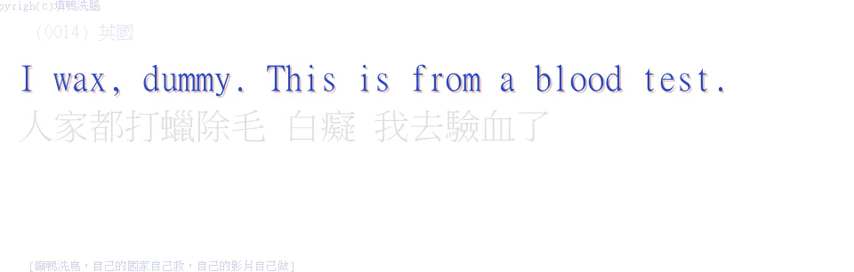 pyrigh(c)填鴨洗腦
(0014) 英國
I wax, dummy. This is from a blood test.
人家都打蠟除毛 白癡 我去驗血了
自己的國家自己救，自己的影片自己做]